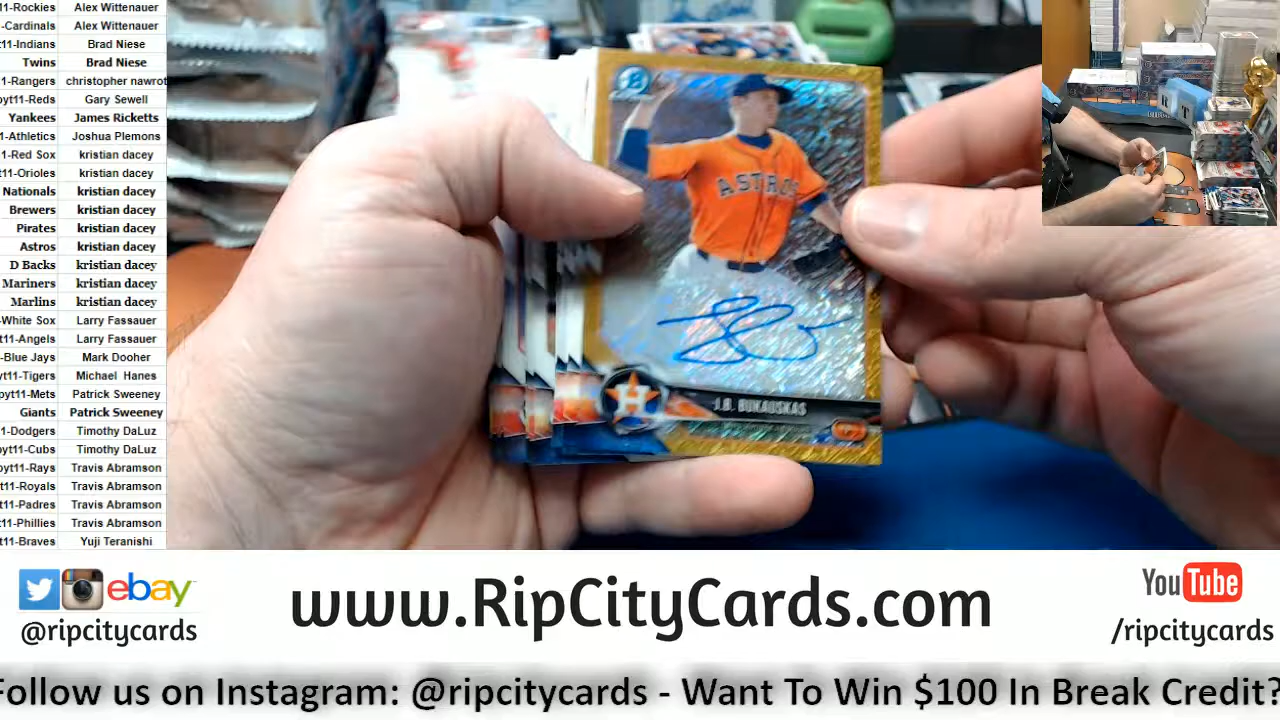 11-Rockies Alex Wittenauer
-Cardinals Alex Wittenauer
t11-Indians Brad Niese
Twins Brad Niese
1-Rangers christopher nawrot
pyt11-Reds Gary Sewell
Yankees James Ricketts
1-Athletics Joshua Plemons
1-Red Sox kristian dacey
t11-Orioles kristian dacey
Nationals kristian dacey
Brewers kristian dacey
Pirates kristian dacey
Astros kristian dacey
D Backs kristian dacey
Mariners kristian dacey
Marlins kristian dacey
-White Sox Larry Fassauer
yt11-Angels Larry Fassauer
-Blue Jays Mark Dooher
yt11-Tigers Michael Hanes
pyt11-Mets Patrick Sweeney
Giants Patrick Sweeney
1-Dodgers Timothy DaLuz
yt11-Cubs Timothy DaLuz
pyt11-Rays Travis Abramson
t11-Royals Travis Abramson
t11-Padres Travis Abramson
t11-Phillies Travis Abramson
t11-Braves Yuji Teranishi
ASTROS
H
J.B. BUKAUSKAS
ebay
@ripcitycards
www.RipCityCards.com
YouTube
/ripcitycards
Follow us on Instagram: @ripcitycards - Want To Win $100 In Break Credit?